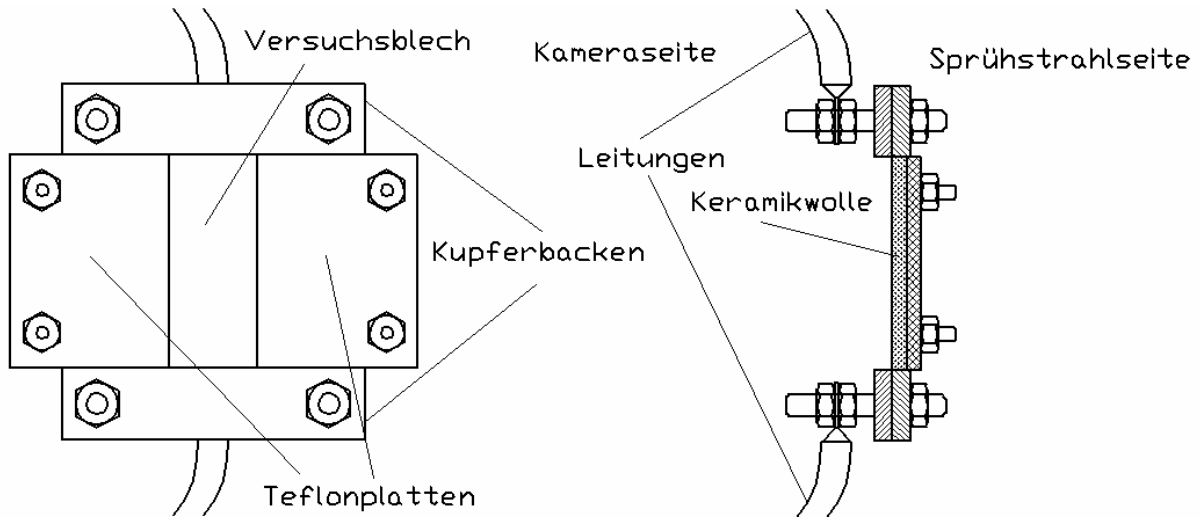 Versuchsblech
Kameraseite
Sprühstrahlseite
Leitungen
Keramikwolle
Kupferbacken
Teflonplatten